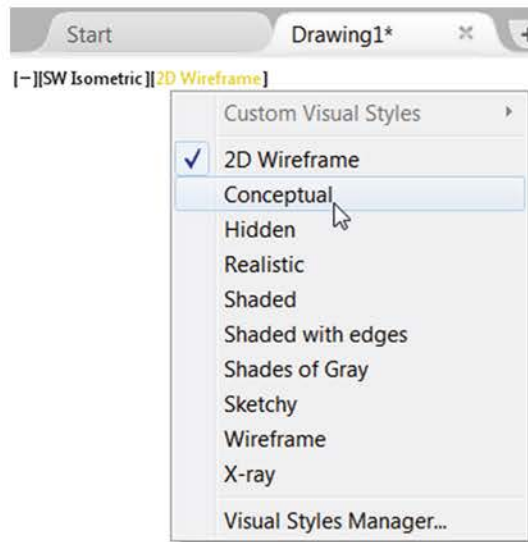 Start
Drawing1*
[−][SW Isometric][2D Wireframe]
Custom Visual Styles
2D Wireframe
Conceptual
Hidden
Realistic
Shaded
Shaded with edges
Shades of Gray
Sketchy
Wireframe
X-ray
Visual Styles Manager...